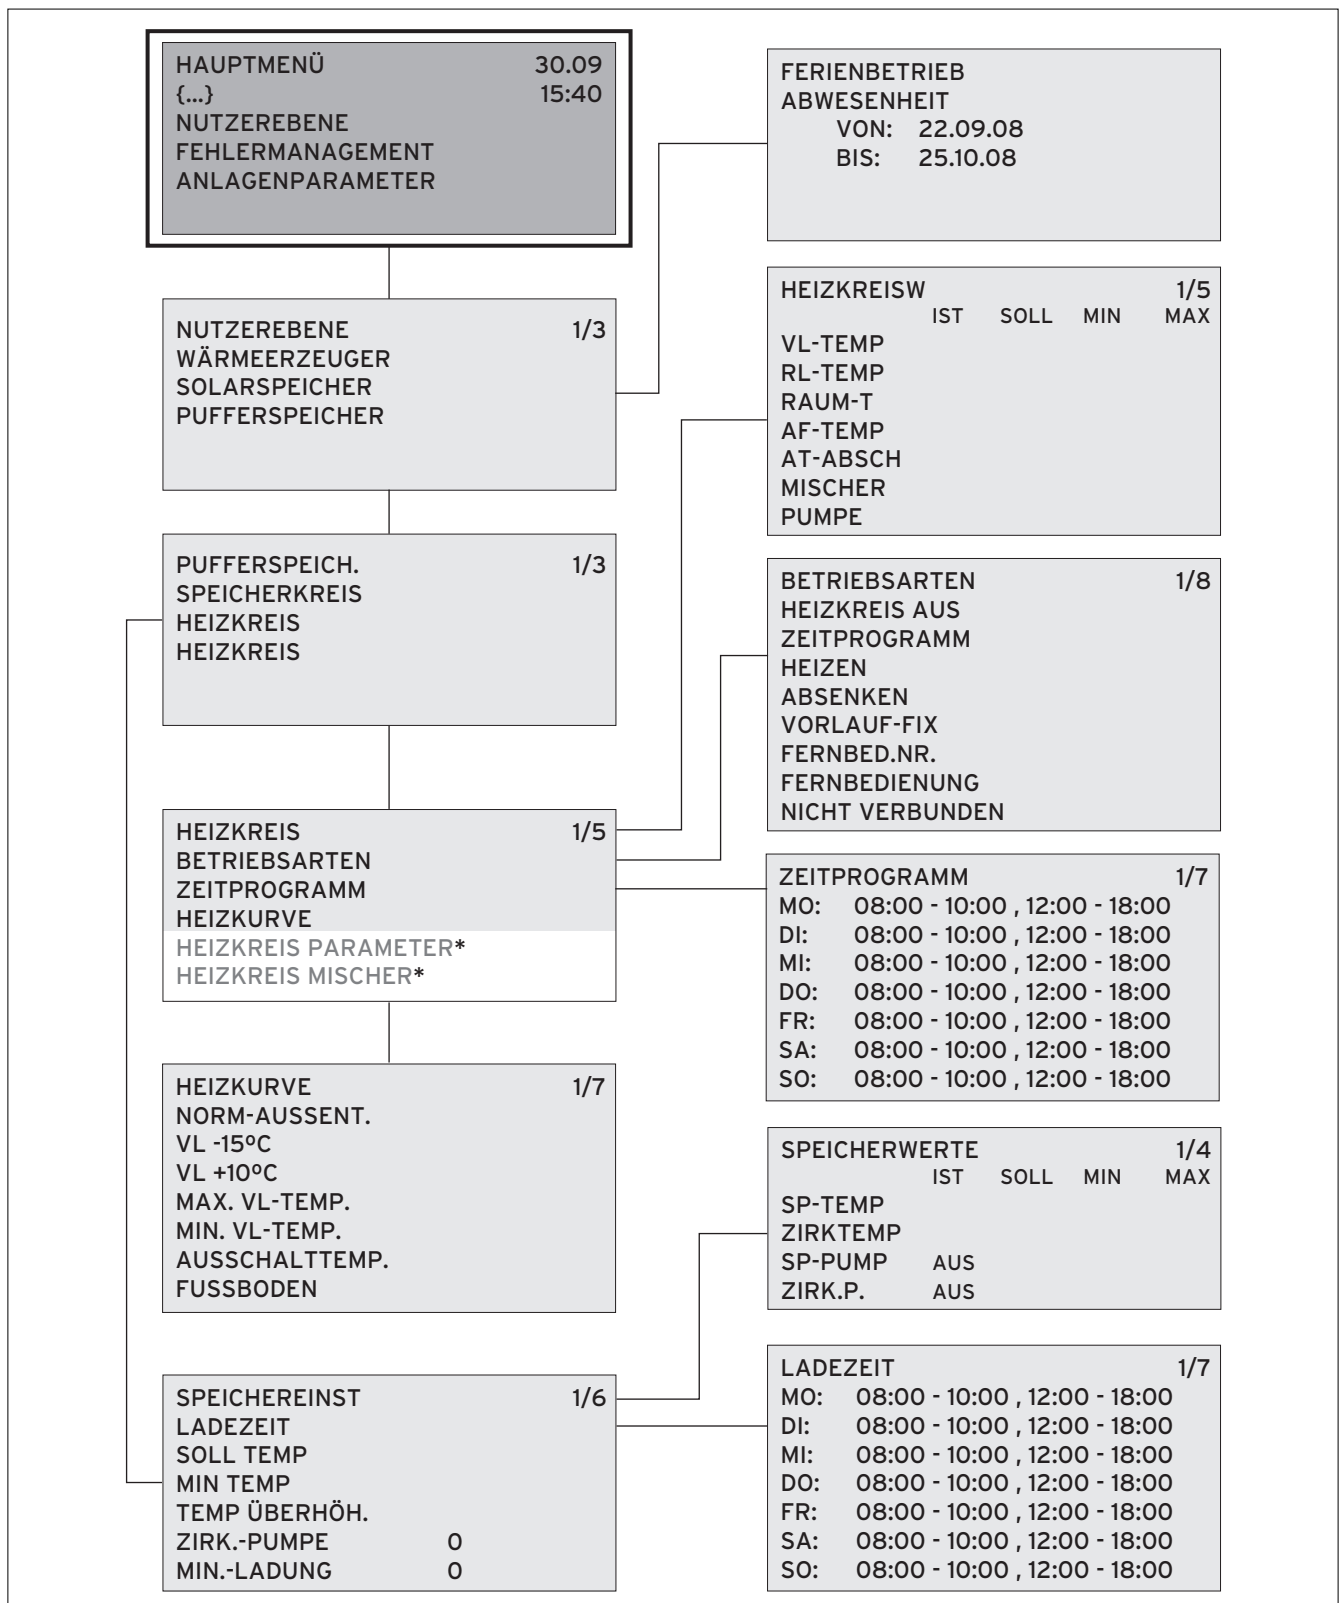 HAUPTMENÜ 30.09
{...} 15:40
NUTZEREBENE
FEHLERMANAGEMENT
ANLAGENPARAMETER
FERIENBETRIEB
ABWESENHEIT
VON: 22.09.08
BIS: 25.10.08
NUTZEREBENE 1/3
WÄRMEERZEUGER
SOLARSPEICHER
PUFFERSPEICHER
HEIZKREISW 1/5
IST SOLL MIN MAX
VL-TEMP
RL-TEMP
RAUM-T
AF-TEMP
AT-ABSCH
MISCHER
PUMPE
PUFFERSPEICH. 1/3
SPEICHERKREIS
HEIZKREIS
HEIZKREIS
BETRIEBSARTEN 1/8
HEIZKREIS AUS
ZEITPROGRAMM
HEIZEN
ABSENKEN
VORLAUF-FIX
FERNBED.NR.
FERNBEDIENUNG
NICHT VERBUNDEN
HEIZKREIS 1/5
BETRIEBSARTEN
ZEITPROGRAMM
HEIZKURVE
HEIZKREIS PARAMETER*
HEIZKREIS MISCHER*
ZEITPROGRAMM 1/7
MO: 08:00 - 10:00 , 12:00 - 18:00
DI: 08:00 - 10:00 , 12:00 - 18:00
MI: 08:00 - 10:00 , 12:00 - 18:00
DO: 08:00 - 10:00 , 12:00 - 18:00
FR: 08:00 - 10:00 , 12:00 - 18:00
SA: 08:00 - 10:00 , 12:00 - 18:00
SO: 08:00 - 10:00 , 12:00 - 18:00
HEIZKURVE 1/7
NORM-AUSSENT.
VL -15ºC
VL +10ºC
MAX. VL-TEMP.
MIN. VL-TEMP.
AUSSCHALTTEMP.
FUSSBODEN
SPEICHERWERTE 1/4
IST SOLL MIN MAX
SP-TEMP
ZIRKTEMP
SP-PUMP AUS
ZIRK.P. AUS
SPEICHEREINST 1/6
LADEZEIT
SOLL TEMP
MIN TEMP
TEMP ÜBERHÖH.
ZIRK.-PUMPE 0
MIN.-LADUNG 0
LADEZEIT 1/7
MO: 08:00 - 10:00 , 12:00 - 18:00
DI: 08:00 - 10:00 , 12:00 - 18:00
MI: 08:00 - 10:00 , 12:00 - 18:00
DO: 08:00 - 10:00 , 12:00 - 18:00
FR: 08:00 - 10:00 , 12:00 - 18:00
SA: 08:00 - 10:00 , 12:00 - 18:00
SO: 08:00 - 10:00 , 12:00 - 18:00